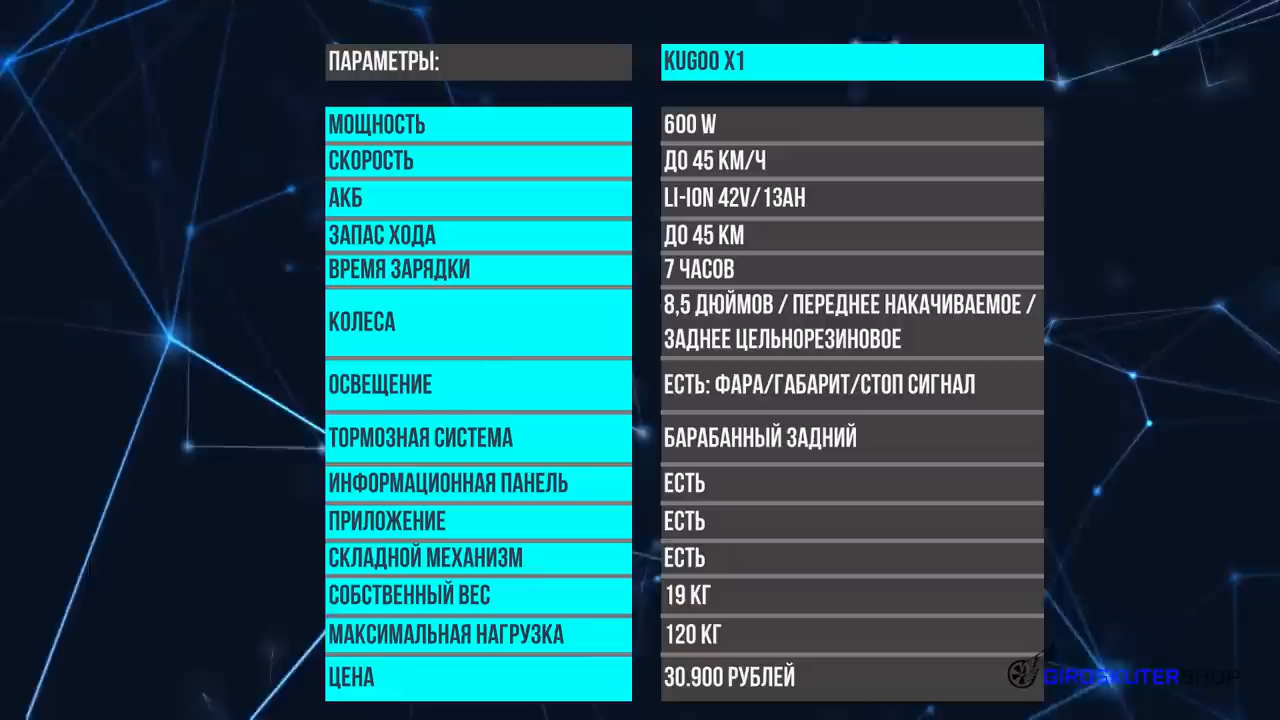 ПАРАМЕТРЫ: KUGOO X1
МОЩНОСТЬ 600 W
СКОРОСТЬ ДО 45 КМ/Ч
АКБ LI-ION 42V/13AH
ЗАПАС ХОДА ДО 45 КМ
ВРЕМЯ ЗАРЯДКИ 7 ЧАСОВ
КОЛЕСА 8,5 ДЮЙМОВ / ПЕРЕДНЕЕ НАКАЧИВАЕМОЕ /
ЗАДНЕЕ ЦЕЛЬНОРЕЗИНОВОЕ
ОСВЕЩЕНИЕ ЕСТЬ: ФАРА/ГАБАРИТ/СТОП СИГНАЛ
ТОРМОЗНАЯ СИСТЕМА БАРАБАННЫЙ ЗАДНИЙ
ИНФОРМАЦИОННАЯ ПАНЕЛЬ ЕСТЬ
ПРИЛОЖЕНИЕ ЕСТЬ
СКЛАДНОЙ МЕХАНИЗМ ЕСТЬ
СОБСТВЕННЫЙ ВЕС 19 КГ
МАКСИМАЛЬНАЯ НАГРУЗКА 120 КГ
ЦЕНА 30.900 РУБЛЕЙ
GIROSKUTERSHOP